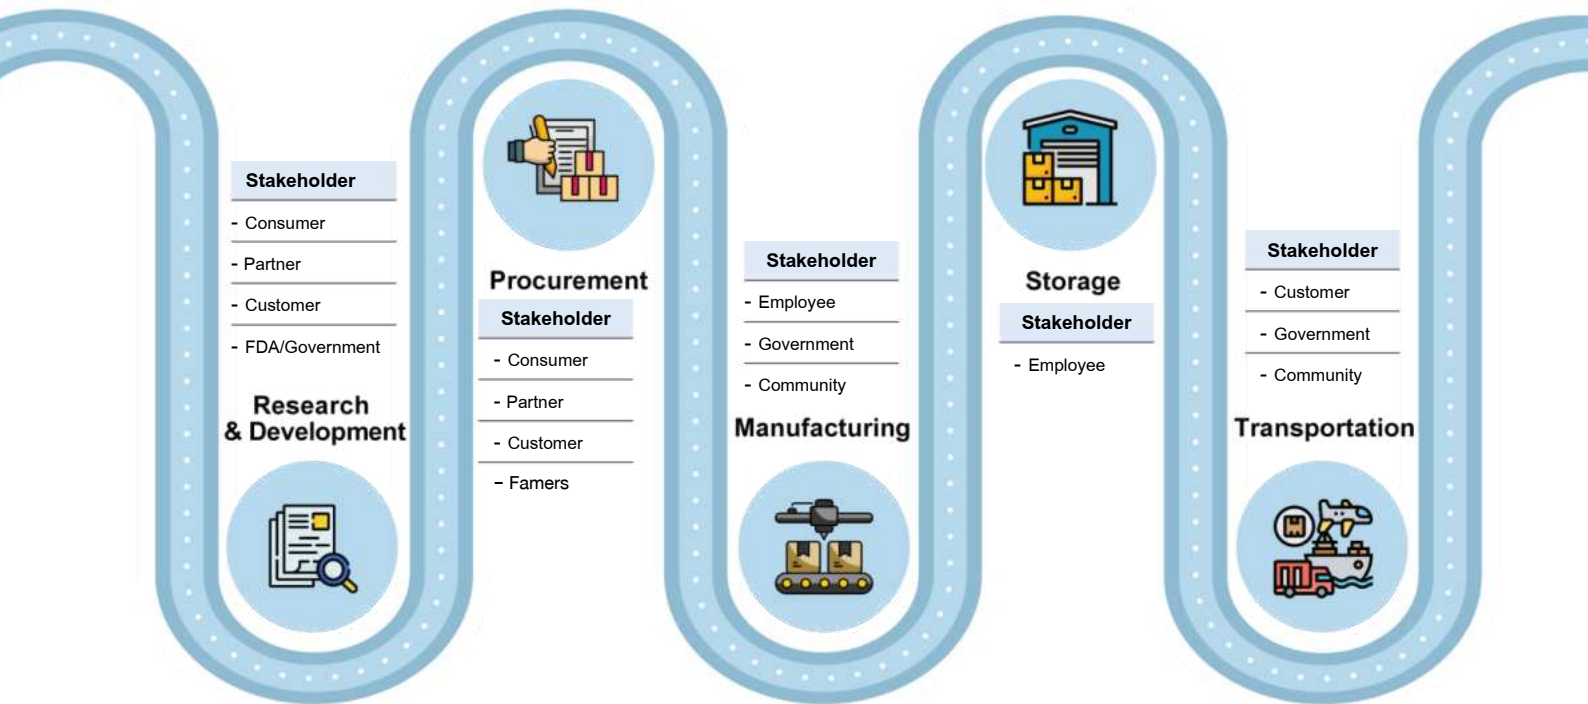 Stakeholder
- Consumer
- Partner
- Customer
- FDA/Government
Research
& Development
Procurement
Stakeholder
- Consumer
- Partner
- Customer
- Famers
Stakeholder
- Employee
- Government
- Community
Manufacturing
Storage
Stakeholder
- Employee
Stakeholder
- Customer
- Government
- Community
Transportation